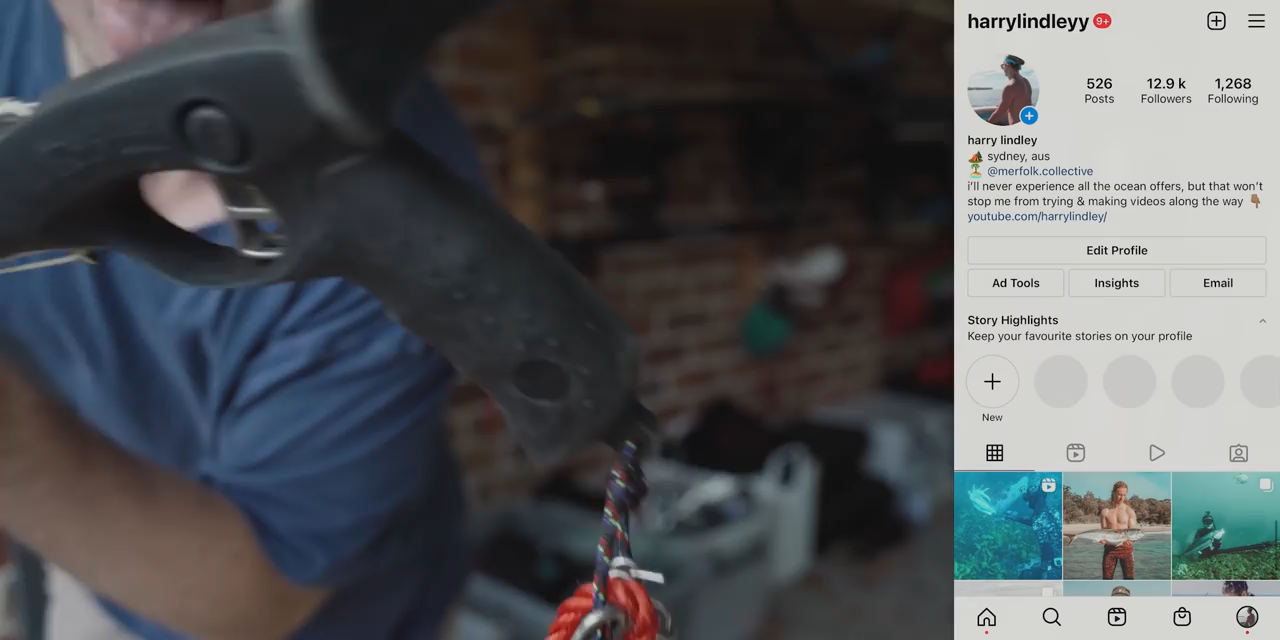 harrylindleyy 9+
526 12.9 k 1,268
Posts Followers Following
harry lindley
sydney, aus
@merfolk.collective
i'll never experience all the ocean offers, but that won't
stop me from trying & making videos along the way
youtube.com/harrylindley/
Edit Profile
Ad Tools Insights Email
Story Highlights
Keep your favourite stories on your profile
New